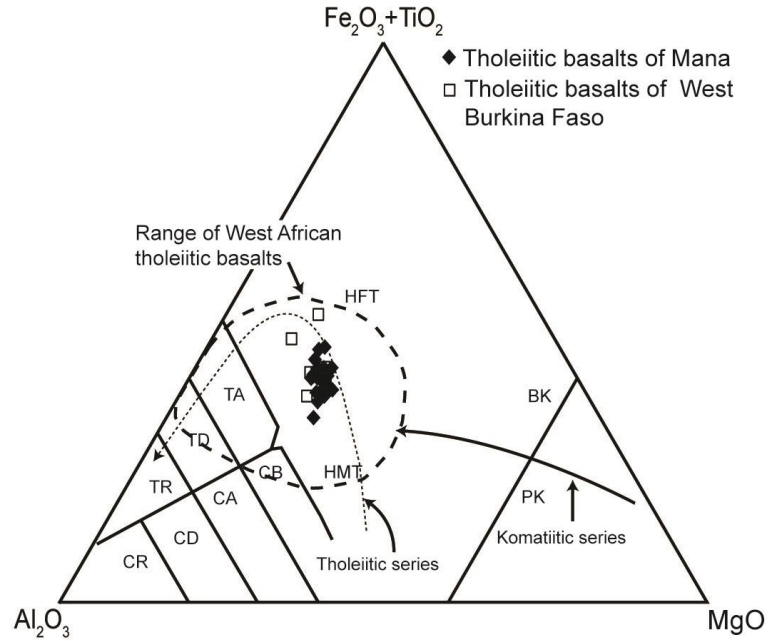 Fe₂O₃+TiO₂
Tholeiitic basalts of Mana
Tholeiitic basalts of West
Burkina Faso
Range of West African
tholeiitic basalts
HFT
TA
BK
TD
CB
HMT
TR
CA
PK
CD
Komatiitic series
CR
Tholeiitic series
Al₂O₃
MgO